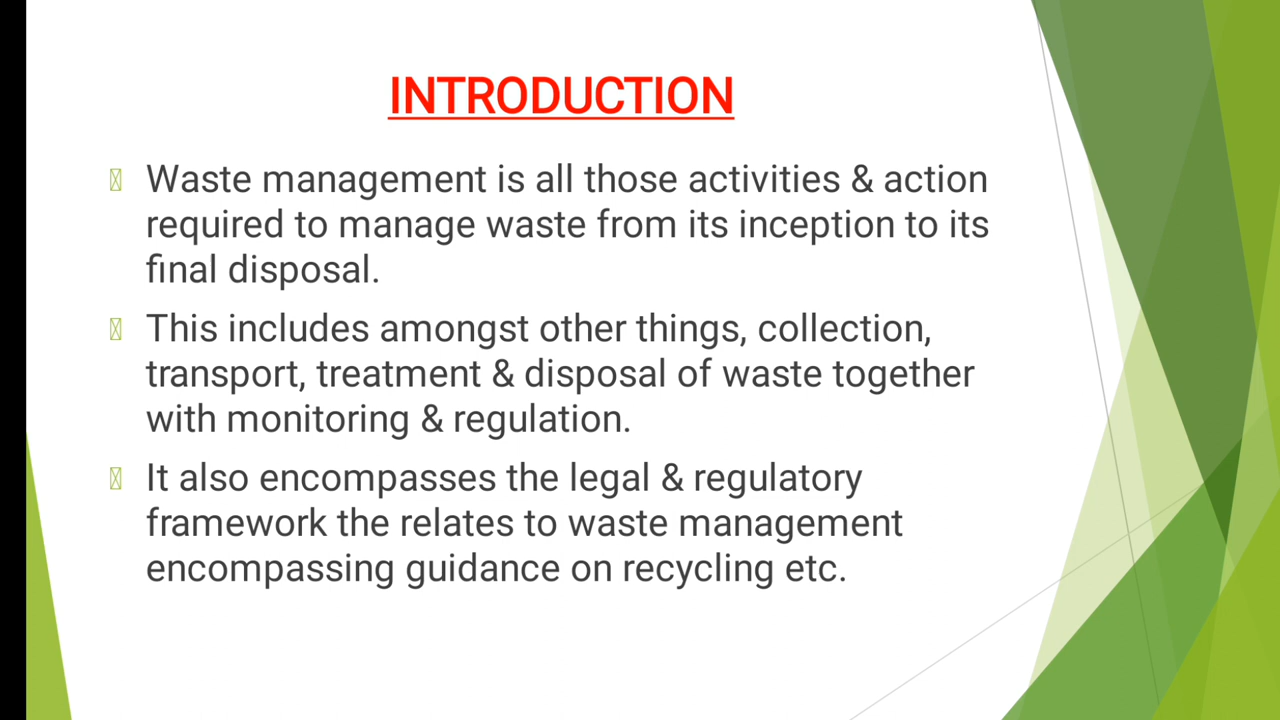 INTRODUCTION
Waste management is all those activities & action
required to manage waste from its inception to its
final disposal.
This includes amongst other things, collection,
transport, treatment & disposal of waste together
with monitoring & regulation.
It also encompasses the legal & regulatory
framework the relates to waste management
encompassing guidance on recycling etc.